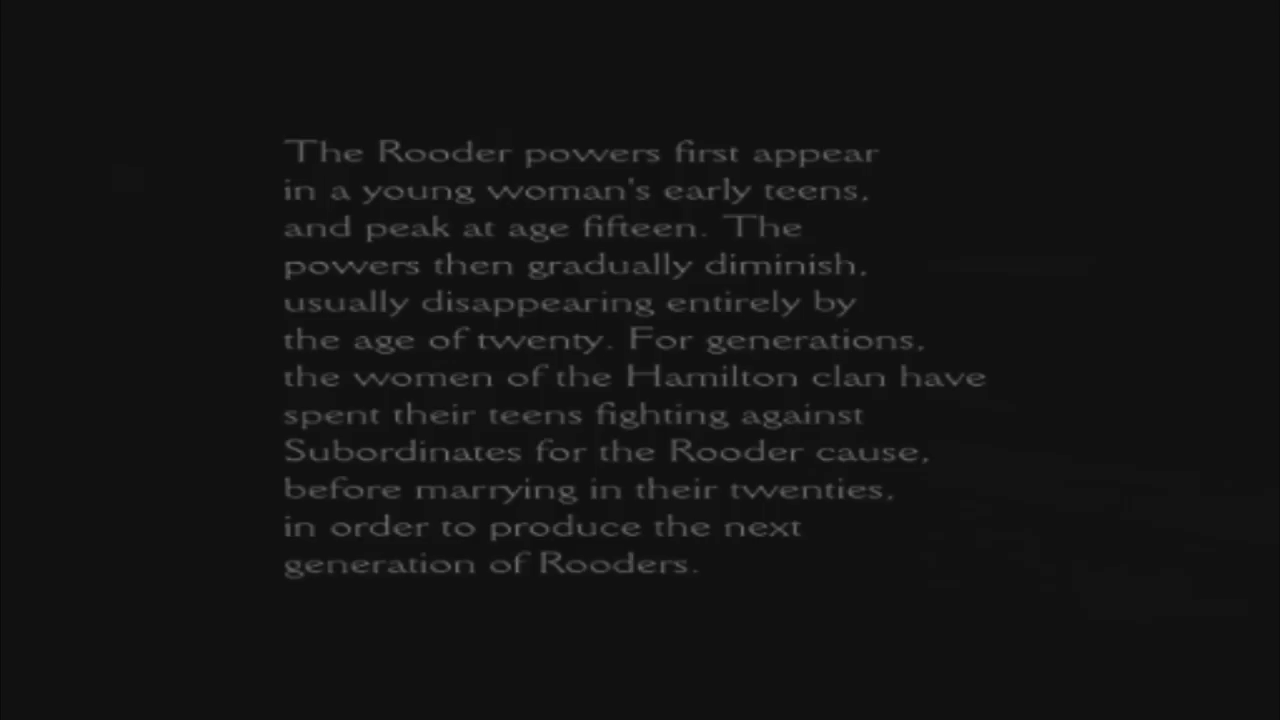 The Rooder powers first appear
in a young woman's early teens,
and peak at age fifteen. The
powers then gradually diminish,
usually disappearing entirely by
the age of twenty. For generations,
the women of the Hamilton clan have
spent their teens fighting against
Subordinates for the Rooder cause,
before marrying in their twenties,
in order to produce the next
generation of Rooders.